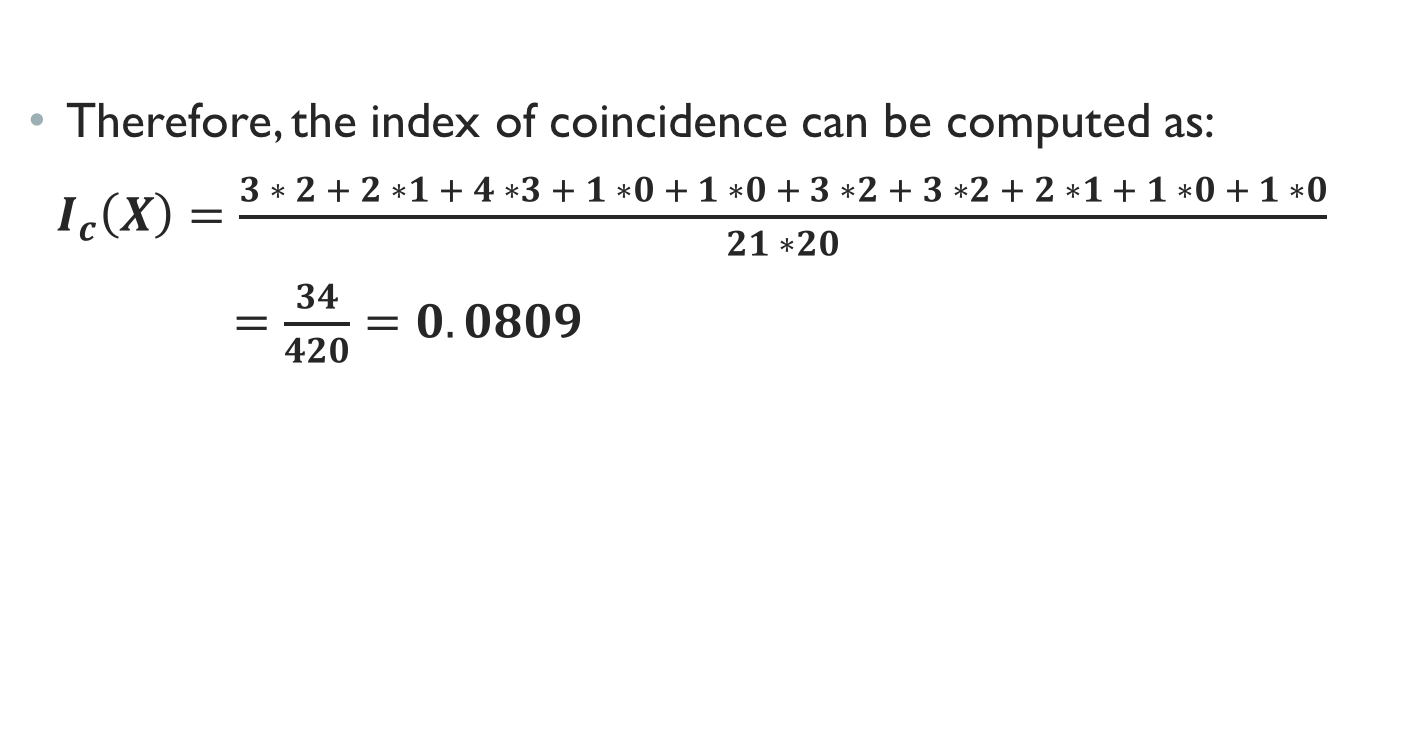 • Therefore, the index of coincidence can be computed as:
I_c(X) = (3 * 2 + 2 *1 + 4 *3 + 1 *0 + 1 *0 + 3 *2 + 3 *2 + 2 *1 + 1 *0 + 1 *0) / (21 *20)
= 34/420 = 0.0809